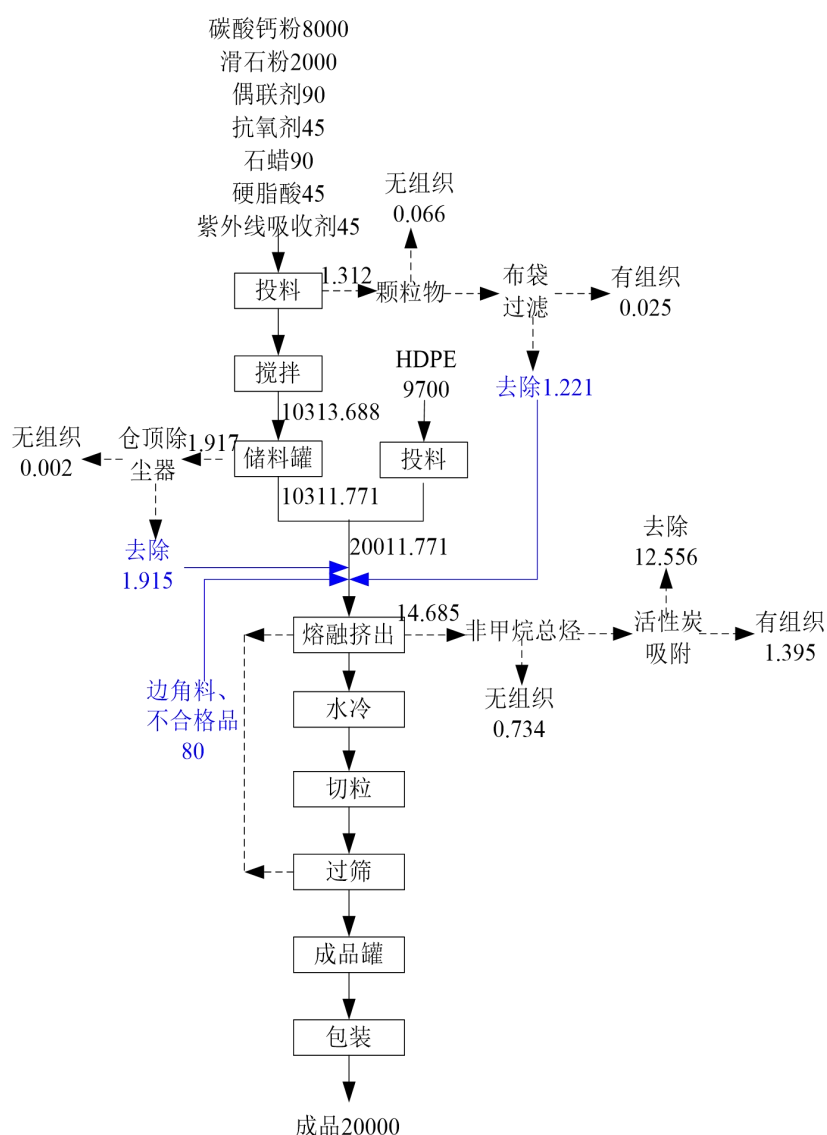 碳酸钙粉8000
滑石粉2000
偶联剂90
抗氧剂45
石蜡90
硬脂酸45
紫外线吸收剂45
无组织
0.066
投料
1.312
颗粒物
布袋
过滤
有组织
0.025
搅拌
HDPE
9700
去除1.221
10313.688
无组织
0.002
仓顶除
尘器
1.917
储料罐
投料
10311.771
去除
1.915
20011.771
去除
12.556
熔融挤出
14.685
非甲烷总烃
活性炭
吸附
有组织
1.395
边角料、
不合格品
80
水冷
无组织
0.734
切粒
过筛
成品罐
包装
成品20000